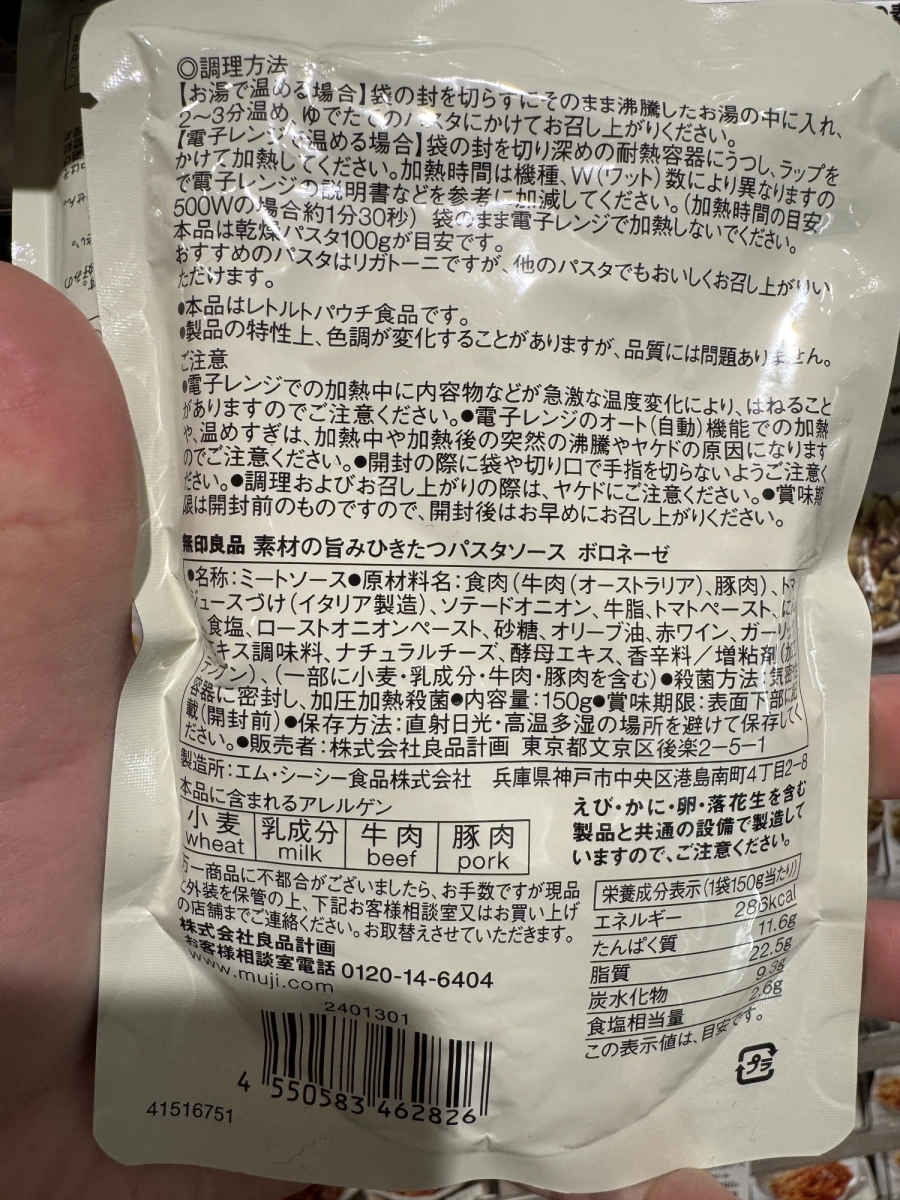 ◎調理方法
【お湯で温める場合】袋の封を切らずにそのまま沸騰したお湯の中に入れ、
2〜3分温め、ゆでたてのパスタにかけてお召し上がりください。
【電子レンジで温める場合】袋の封を切り深めの耐熱容器にうつし、ラップを
かけて加熱してください。加熱時間は機種、W(ワット)数により異なりますの
で電子レンジの説明書などを参考に加減してください。(加熱時間の目安
500Wの場合約1分30秒) 袋のまま電子レンジで加熱しないでください。
本品は乾燥パスタ100gが目安です。
おすすめのパスタはリガトーニですが、他のパスタでもおいしくお召し上がりい
ただけます。
●本品はレトルトパウチ食品です。
●製品の特性上、色調が変化することがありますが、品質には問題ありません。
ご注意
●電子レンジでの加熱中に内容物などが急激な温度変化により、はねること
がありますのでご注意ください。●電子レンジのオート(自動)機能での加熱
や、温めすぎは、加熱中や加熱後の突然の沸騰やヤケドの原因になります
のでご注意ください。●開封の際に袋や切り口で手指を切らないようご注意く
ださい。●調理およびお召し上がりの際は、ヤケドにご注意ください。●賞味期
限は開封前のものですので、開封後はお早めにお召し上がりください。
無印良品 素材の旨みひきたつパスタソース ボロネーゼ
●名称:ミートソース●原材料名:食肉(牛肉(オーストラリア)、豚肉)、トマ
ジュースづけ(イタリア製造)、ソテードオニオン、牛脂、トマトペースト、にん
、食塩、ローストオニオンペースト、砂糖、オリーブ油、赤ワイン、ガーリッ
エキス調味料、ナチュラルチーズ、酵母エキス、香辛料/増粘剤(加
デンプン)、(一部に小麦・乳成分・牛肉・豚肉を含む)●殺菌方法:気密性
容器に密封し、加圧加熱殺菌●内容量:150g●賞味期限:表面下部に記
載(開封前)●保存方法:直射日光・高温多湿の場所を避けて保存してく
ださい。●販売者:株式会社良品計画 東京都文京区後楽2−5−1
製造所:エム・シーシー食品株式会社 兵庫県神戸市中央区港島南町4丁目2−8
本品に含まれるアレルゲン
小麦 乳成分 牛肉 豚肉
wheat milk beef pork
えび・かに・卵・落花生を含む
製品と共通の設備で製造して
いますので、ご注意ください。
万一商品に不都合がございましたら、お手数ですが現品
と外装を保管の上、下記お客様相談室又はお買い上げ
の店舗までご連絡ください。お取替えさせていただきます。
株式会社良品計画
お客様相談室電話 0120-14-6404
www.muji.com
栄養成分表示(1袋150g当たり)
エネルギー 286kcal
たんぱく質 11.6g
脂質 22.5g
炭水化物 9.3g
食塩相当量 2.6g
この表示値は、目安です。
2401301
4 550583 462826
41516751
プラ